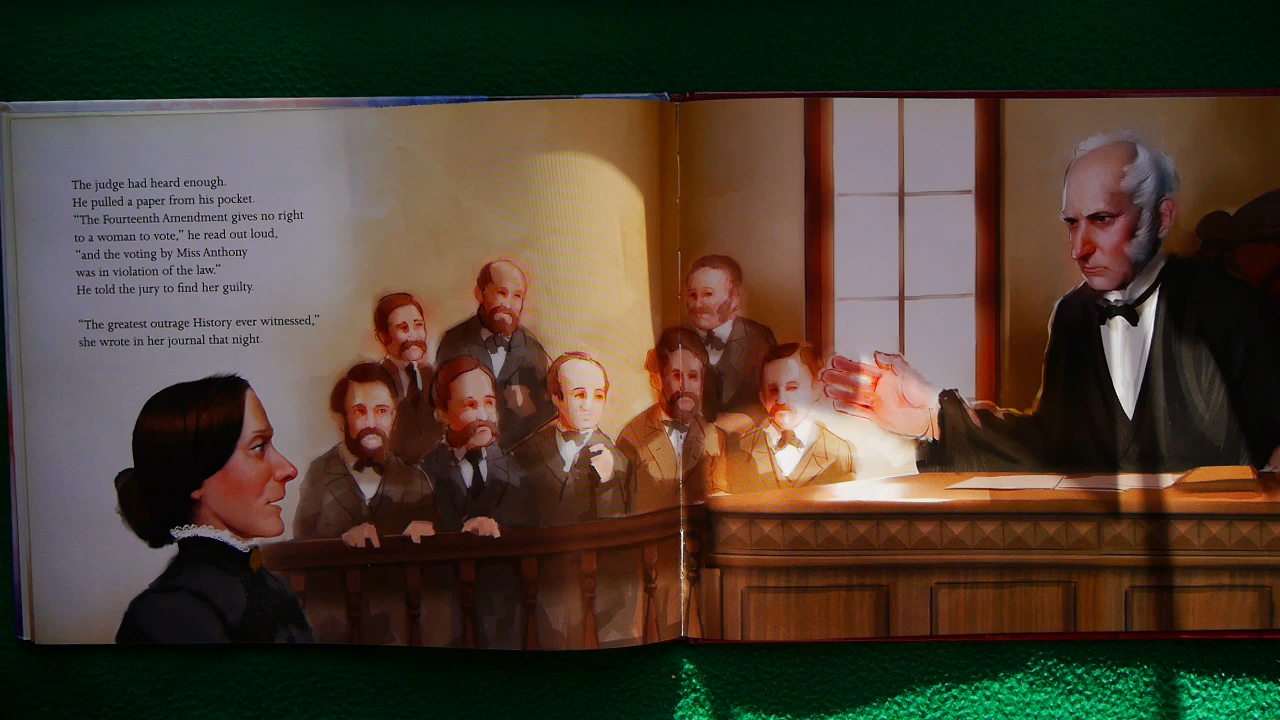 The judge had heard enough.
He pulled a paper from his pocket.
“The Fourteenth Amendment gives no right
to a woman to vote,” he read out loud,
“and the voting by Miss Anthony
was in violation of the law.”
He told the jury to find her guilty.
“The greatest outrage History ever witnessed,”
she wrote in her journal that night.